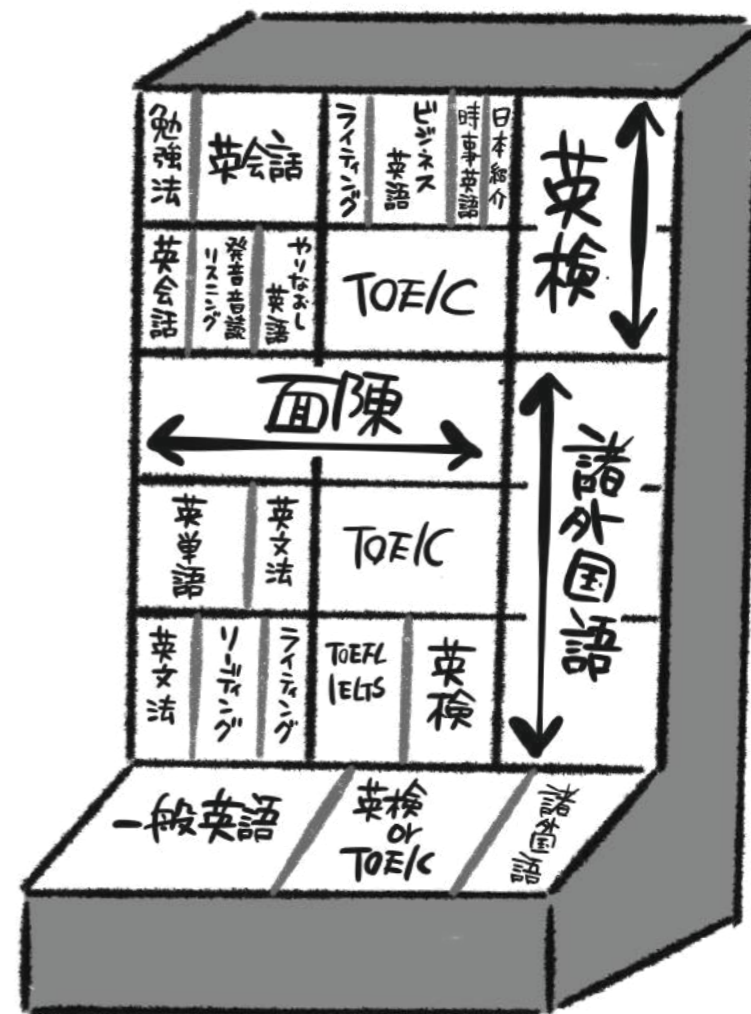 勉強法
英会話
ライティング
ビジネス
英語
時事英語
日本紹介
英検
英会話
発音音読
リスニング
やりなおし
英語
TOEIC
面陳
諸外国語
英単語
英文法
TOEIC
英文法
リーディング
ライティング
TOEFL
IELTS
英検
一般英語
英検
or
TOEIC
諸外国語